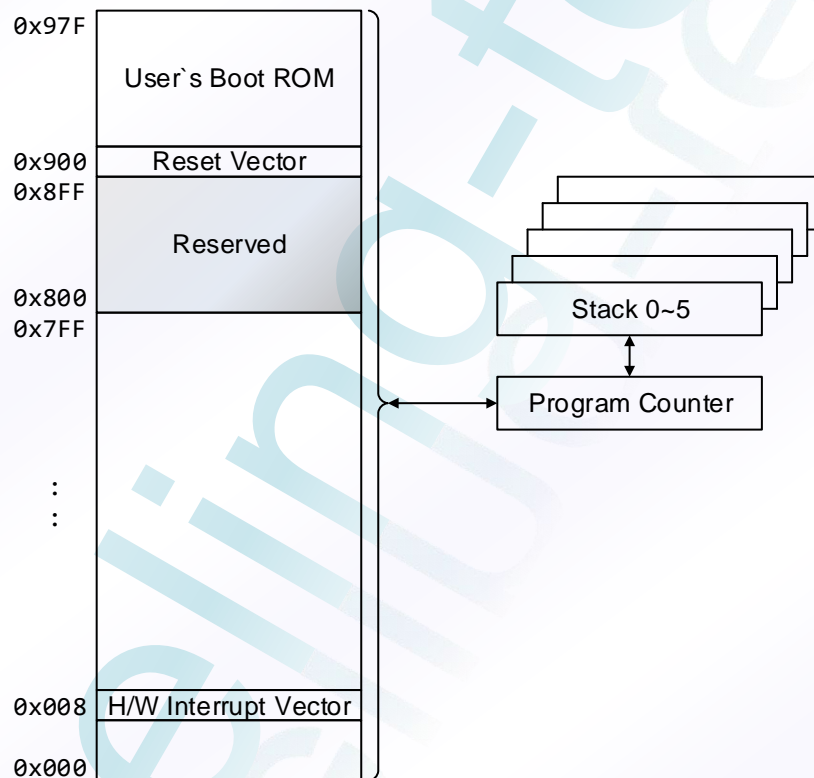 0x97F
User`s Boot ROM
0x900
Reset Vector
0x8FF
Reserved
0x800
0x7FF
Stack 0~5
Program Counter
:
:
0x008
H/W Interrupt Vector
0x000